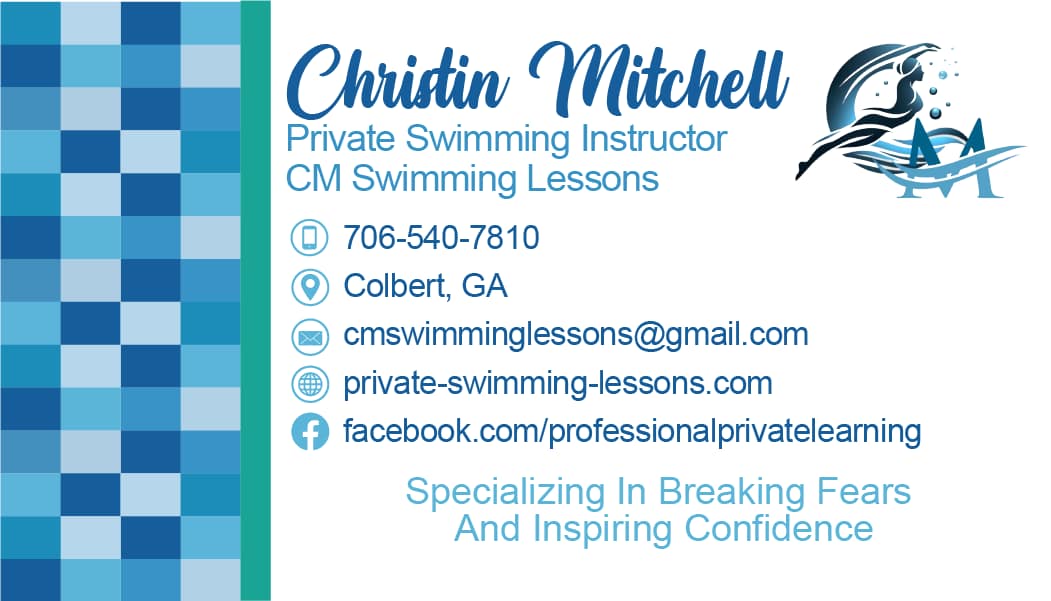 Christin Mitchell
Private Swimming Instructor
CM Swimming Lessons
M
706-540-7810
Colbert, GA
cmswimminglessons@gmail.com
private-swimming-lessons.com
facebook.com/professionalprivatelearning
Specializing In Breaking Fears
And Inspiring Confidence